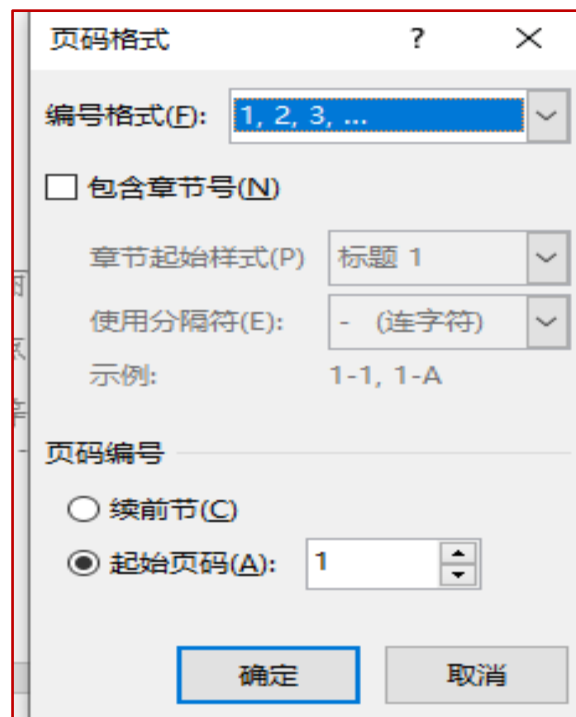 页码格式 ?
编号格式(F): 1, 2, 3, ...
包含章节号(N)
章节起始样式(P) 标题 1
使用分隔符(E): - (连字符)
示例: 1-1, 1-A
页码编号
续前节(C)
起始页码(A): 1
确定 取消